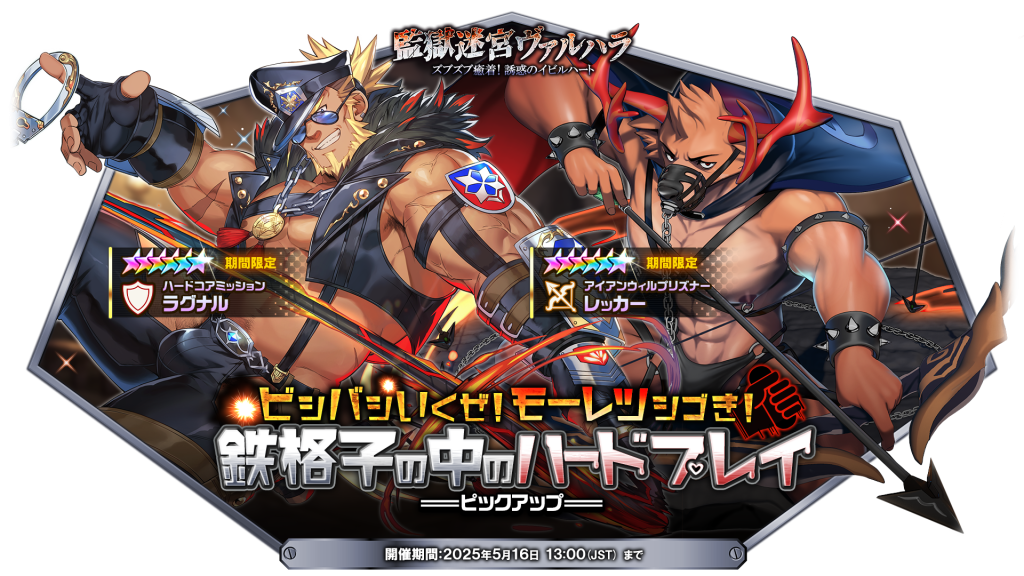 監獄迷宮ヴァルハラ
ズブズブ癒着!誘惑のイビルハート
期間限定
ハードコアミッション
ラグナル
期間限定
アイアンウィルプリズナー
レッカー
ビシバシいくぜ!モーレツシゴき!
鉄格子の中のハードプレイ
ピックアップ
開催期間:2025年5月16日 13:00(JST)まで